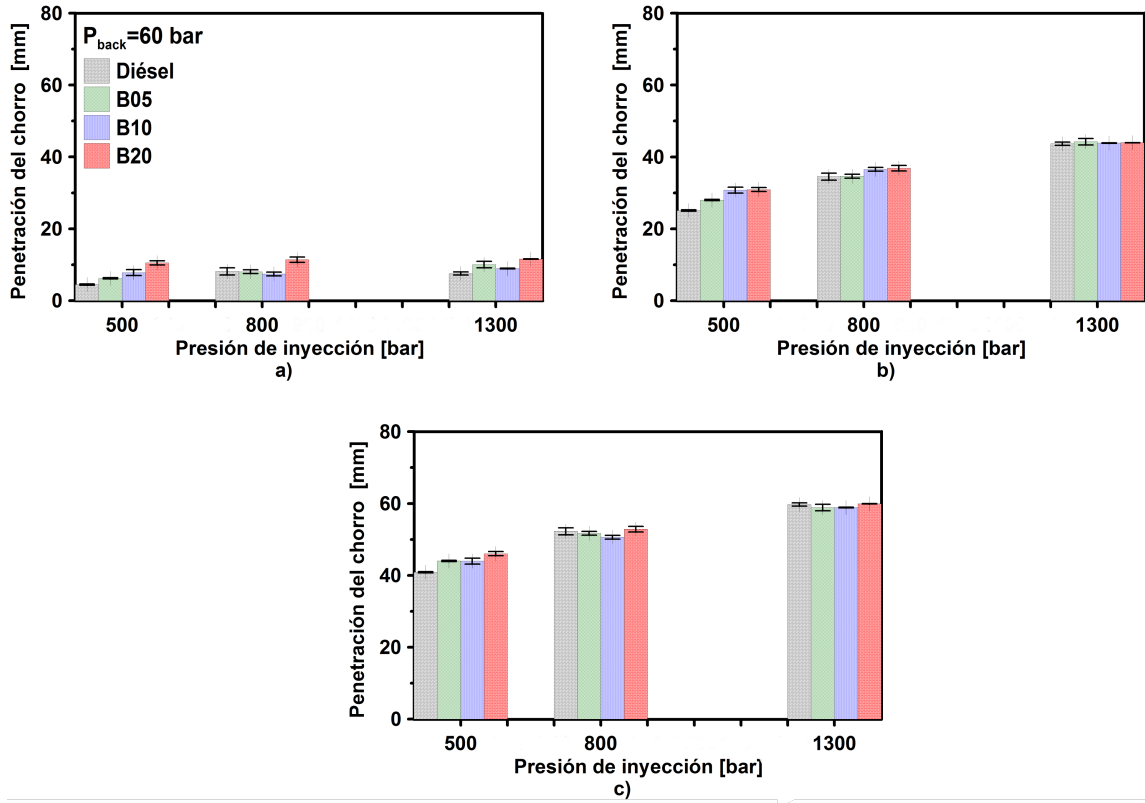 80
60
40
20
0
Penetración del chorro [mm]
P_back=60 bar
Diésel
B05
B10
B20
500 800 1300
Presión de inyección [bar]
a)
80
60
40
20
0
Penetración del chorro [mm]
500 800 1300
Presión de inyección [bar]
b)
80
60
40
20
0
Penetración del chorro [mm]
500 800 1300
Presión de inyección [bar]
c)